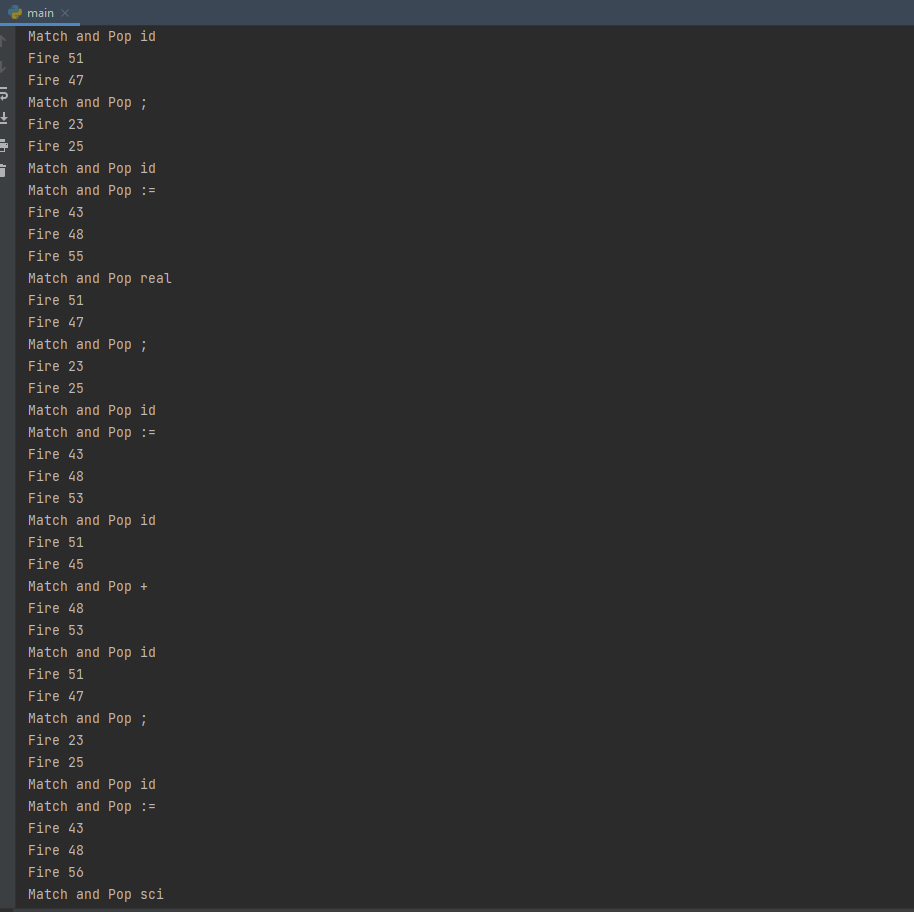 main
Match and Pop id
Fire 51
Fire 47
Match and Pop ;
Fire 23
Fire 25
Match and Pop id
Match and Pop :=
Fire 43
Fire 48
Fire 55
Match and Pop real
Fire 51
Fire 47
Match and Pop ;
Fire 23
Fire 25
Match and Pop id
Match and Pop :=
Fire 43
Fire 48
Fire 53
Match and Pop id
Fire 51
Fire 45
Match and Pop +
Fire 48
Fire 53
Match and Pop id
Fire 51
Fire 47
Match and Pop ;
Fire 23
Fire 25
Match and Pop id
Match and Pop :=
Fire 43
Fire 48
Fire 56
Match and Pop sci